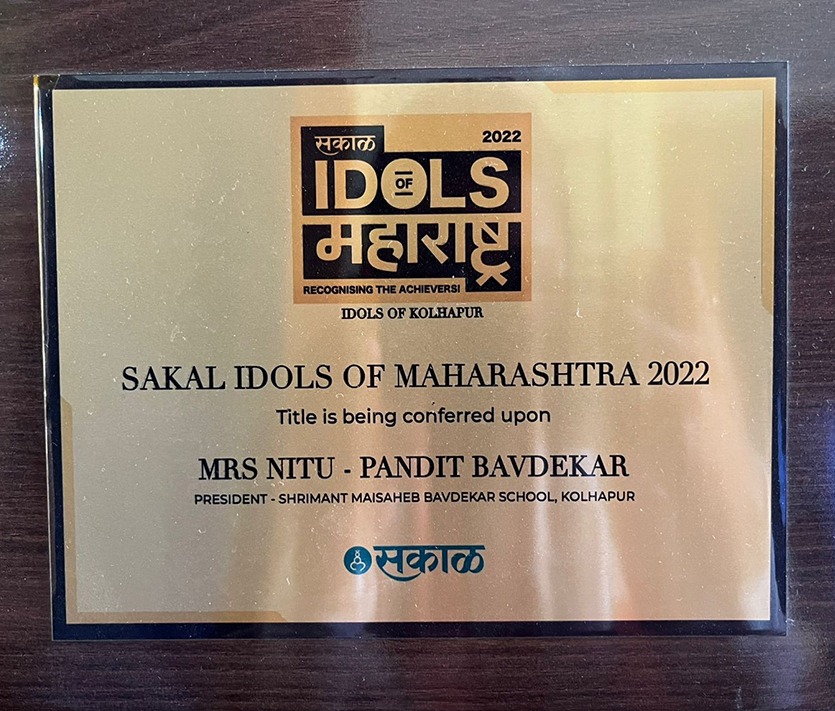 सकाळ 2022
IDOLS
OF
महाराष्ट्र
RECOGNISING THE ACHIEVERS!
IDOLS OF KOLHAPUR
SAKAL IDOLS OF MAHARASHTRA 2022
Title is being conferred upon
MRS NITU - PANDIT BAVDEKAR
PRESIDENT - SHRIMANT MAISAHEB BAVDEKAR SCHOOL, KOLHAPUR
सकाळ